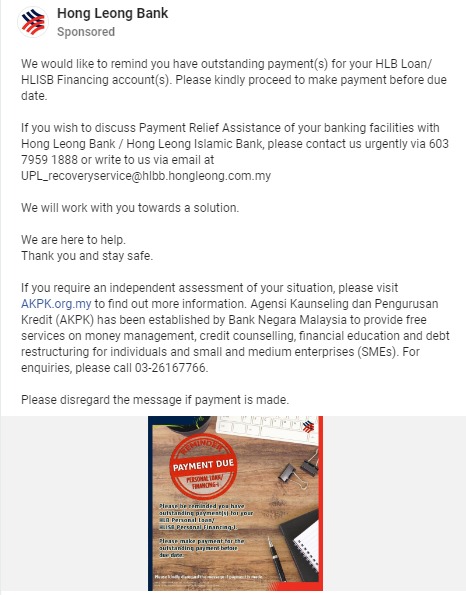 Hong Leong Bank
Sponsored
We would like to remind you have outstanding payment(s) for your HLB Loan/
HLISB Financing account(s). Please kindly proceed to make payment before due
date.
If you wish to discuss Payment Relief Assistance of your banking facilities with
Hong Leong Bank / Hong Leong Islamic Bank, please contact us urgently via 603
7959 1888 or write to us via email at
UPL_recoveryservice@hlbb.hongleong.com.my
We will work with you towards a solution.
We are here to help.
Thank you and stay safe.
If you require an independent assessment of your situation, please visit
AKPK.org.my to find out more information. Agensi Kaunseling dan Pengurusan
Kredit (AKPK) has been established by Bank Negara Malaysia to provide free
services on money management, credit counselling, financial education and debt
restructuring for individuals and small and medium enterprises (SMEs). For
enquiries, please call 03-26167766.
Please disregard the message if payment is made.
REMINDER
PAYMENT DUE
PERSONAL LOAN/
FINANCING-i
Please be reminded you have
outstanding payment(s) for your
HLB Personal Loan/
HLISB Personal Financing-i.
Please make payment for the
outstanding payment before
due date.
Please kindly disregard the message if payment is made.